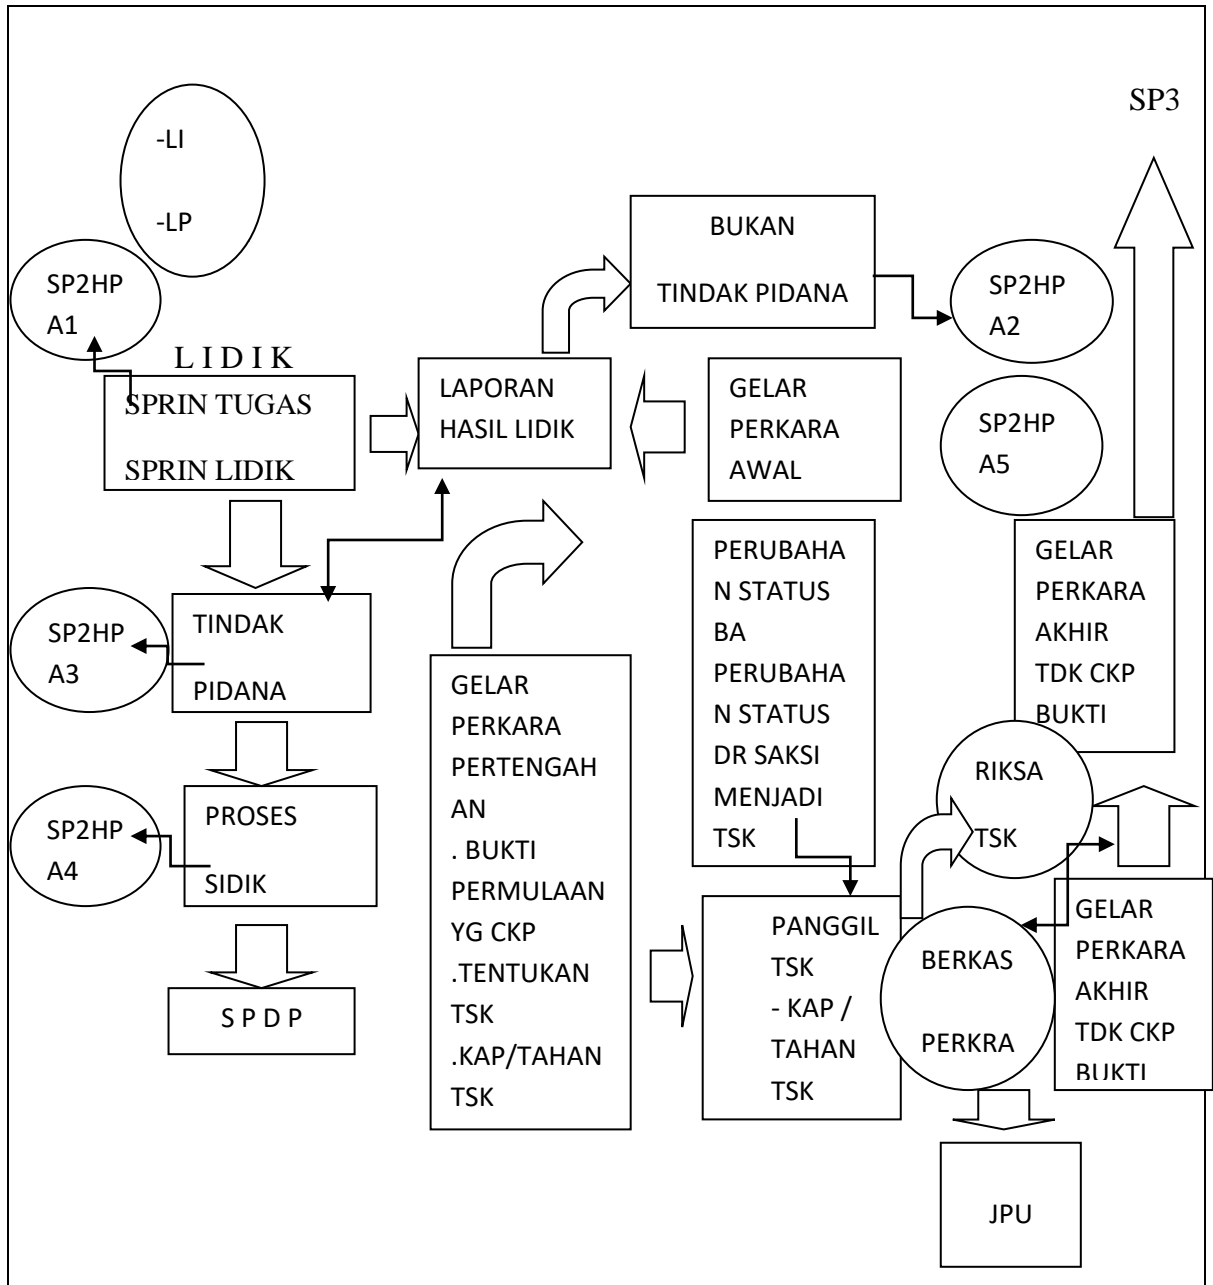 SP3
-LI
-LP
SP2HP
A1
L I D I K
SPRIN TUGAS
SPRIN LIDIK
LAPORAN
HASIL LIDIK
BUKAN
TINDAK PIDANA
SP2HP
A2
GELAR
PERKARA
AWAL
SP2HP
A5
TINDAK
PIDANA
SP2HP
A3
PROSES
SIDIK
SP2HP
A4
S P D P
GELAR
PERKARA
PERTENGAH
AN
. BUKTI
PERMULAAN
YG CKP
.TENTUKAN
TSK
.KAP/TAHAN
TSK
PERUBAHA
N STATUS
BA
PERUBAHA
N STATUS
DR SAKSI
MENJADI
TSK
PANGGIL
TSK
- KAP /
TAHAN
TSK
GELAR
PERKARA
AKHIR
TDK CKP
BUKTI
RIKSA
TSK
BERKAS
PERKRA
GELAR
PERKARA
AKHIR
TDK CKP
BUKTI
JPU